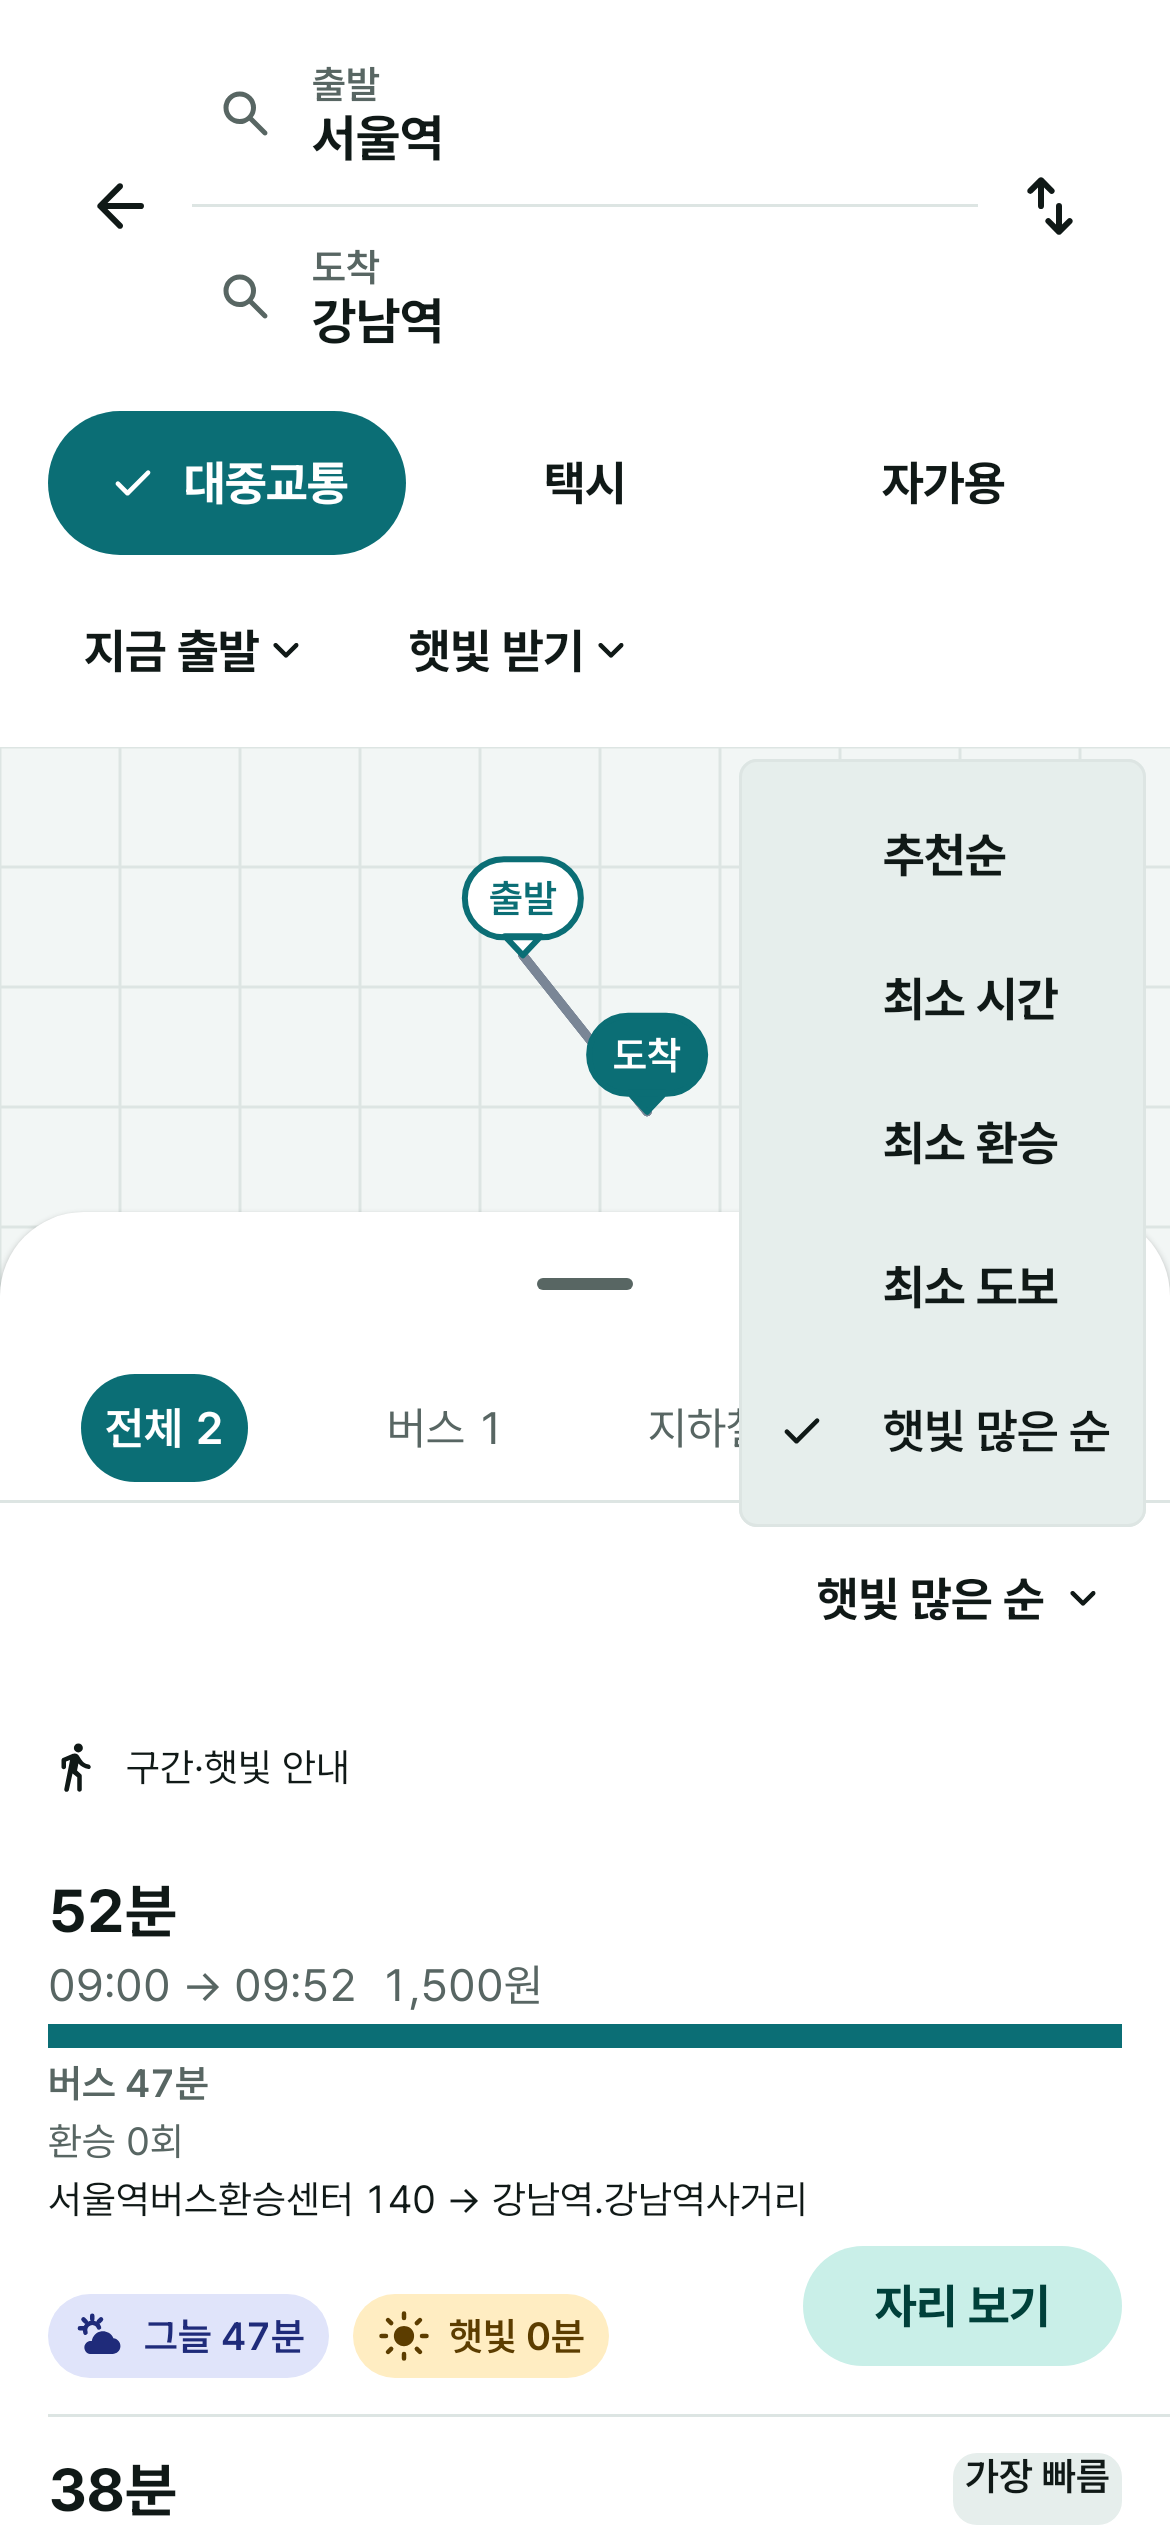 출발
서울역
도착
강남역
대중교통 택시 자가용
지금 출발 햇빛 받기
추천순
출발
최소 시간
도착
최소 환승
최소 도보
전체 2 버스 1 지하철
햇빛 많은 순
햇빛 많은 순
구간·햇빛 안내
52분
09:00 → 09:52 1,500원
버스 47분
환승 0회
서울역버스환승센터 140 → 강남역.강남역사거리
자리 보기
그늘 47분 햇빛 0분
38분 가장 빠름